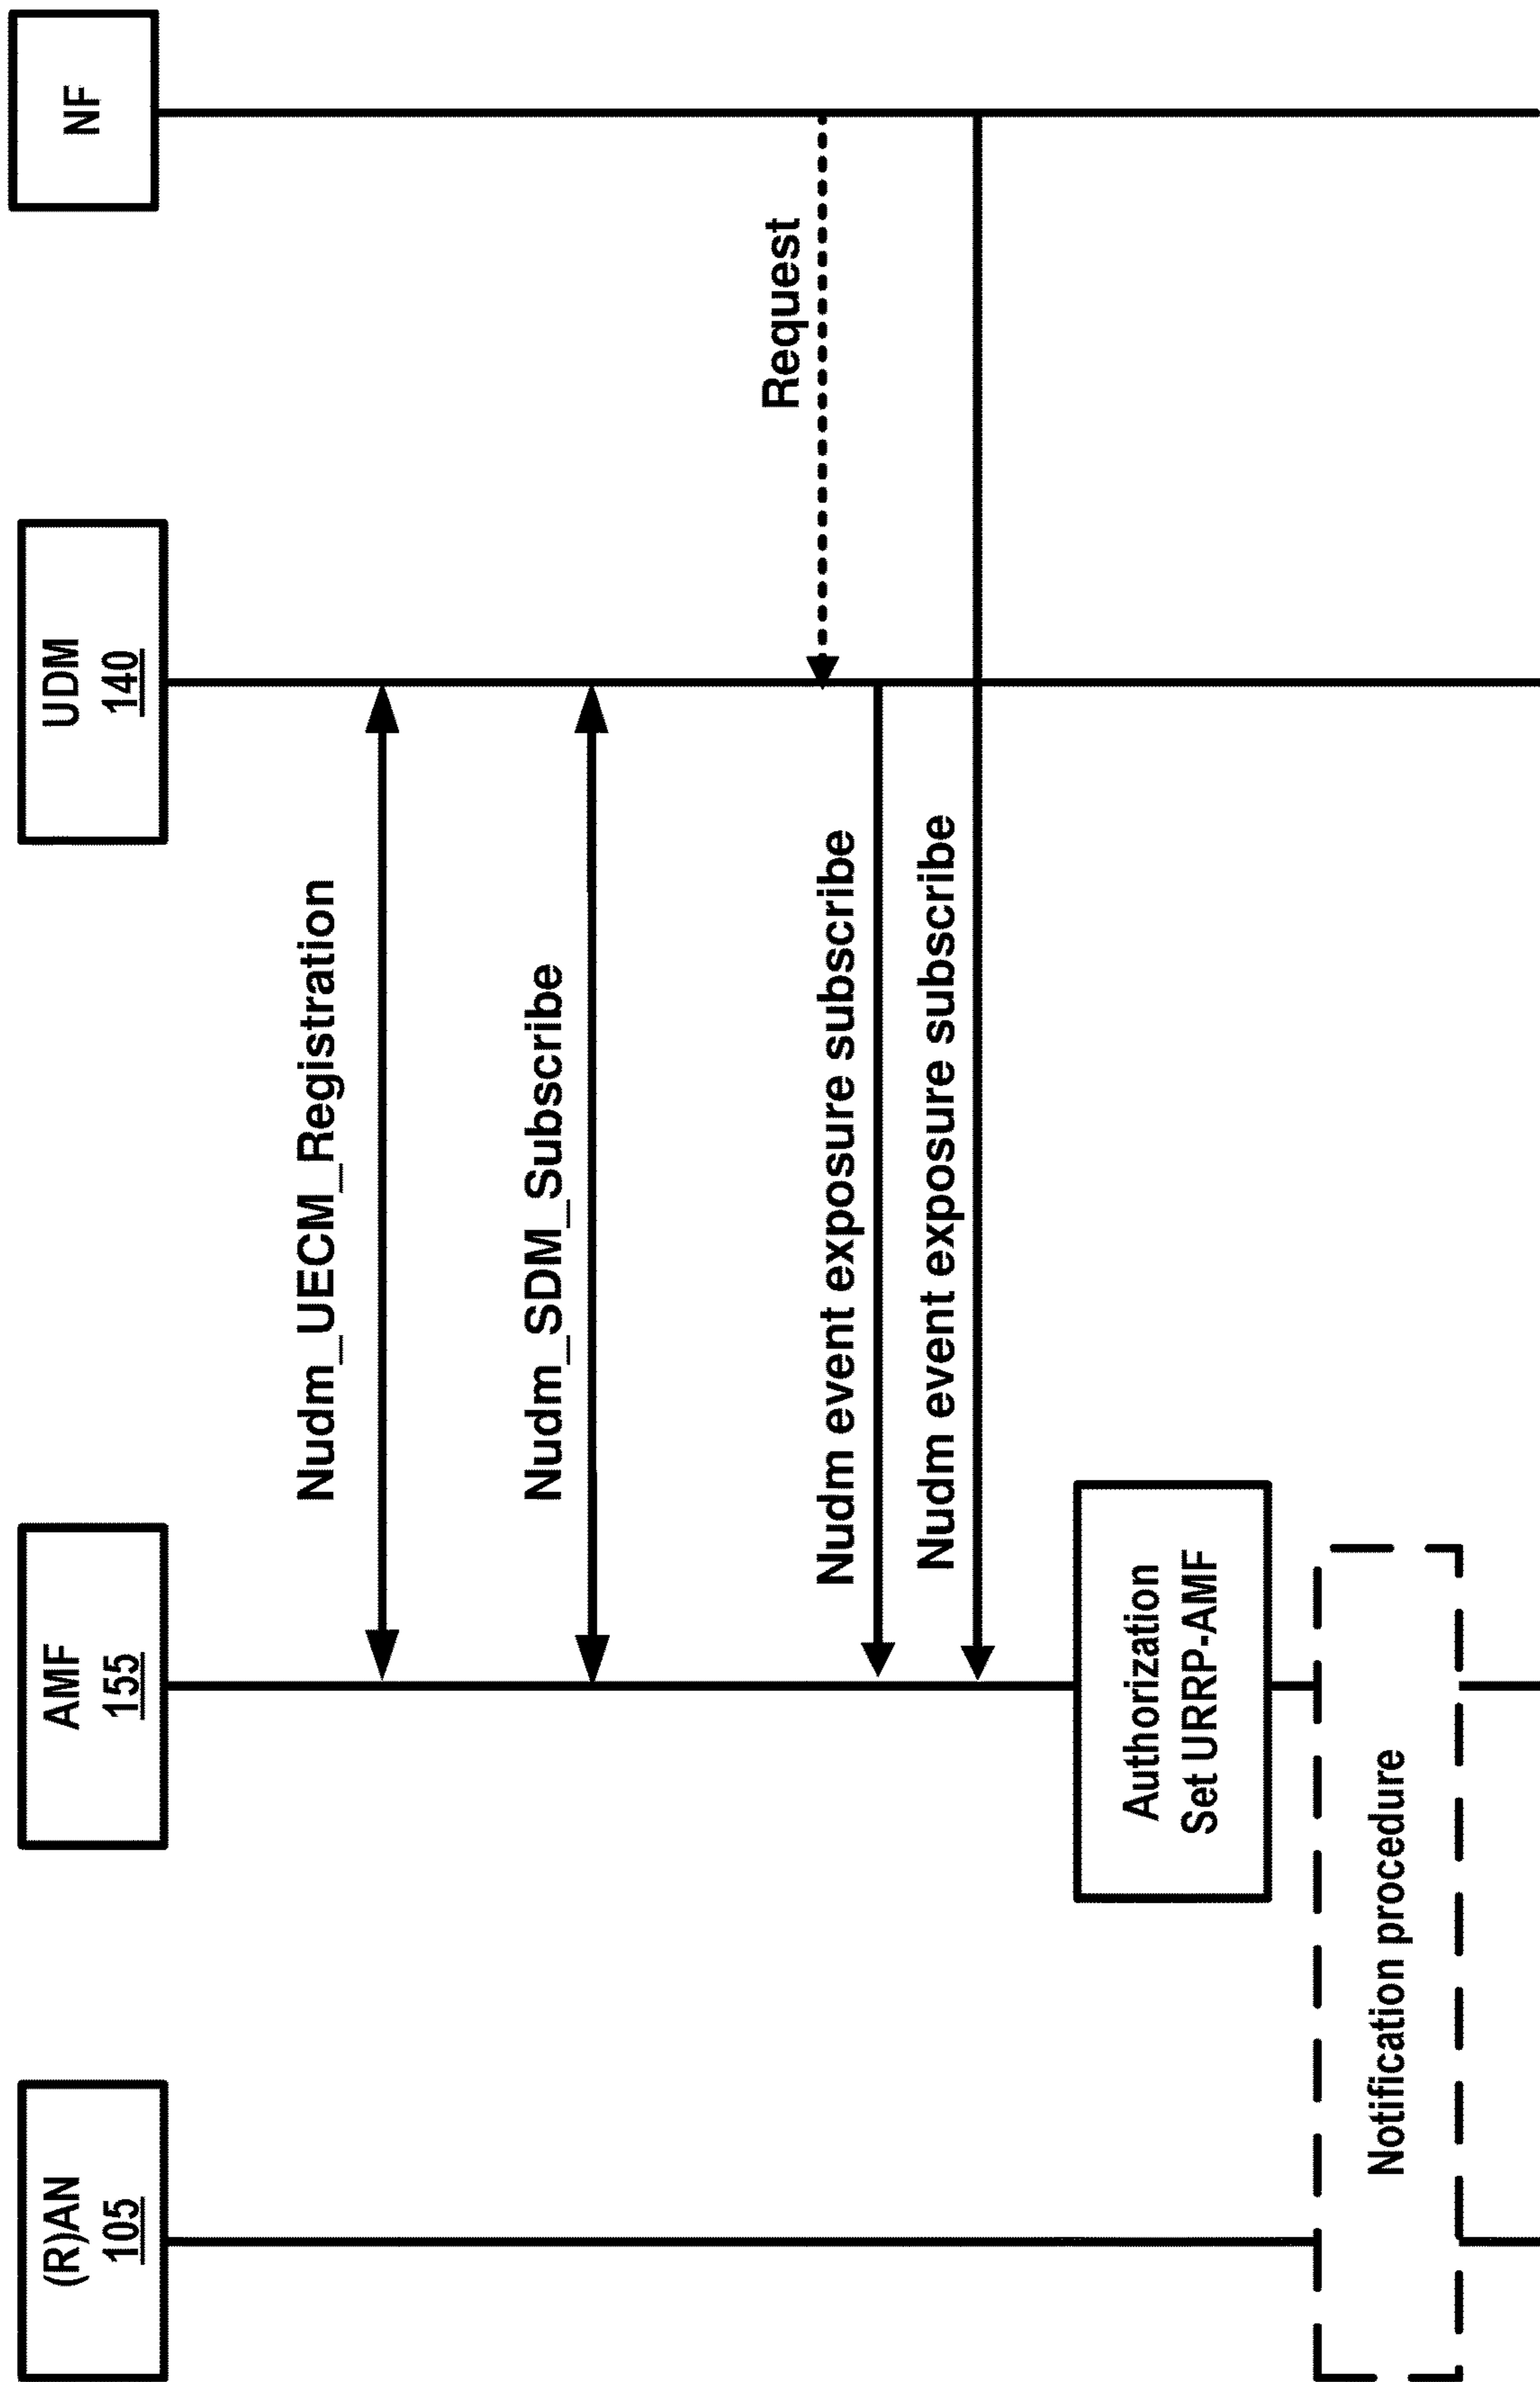 (R)AN
105
AMF
155
UDM
140
NF
Nudm_UECM_Registration
Nudm_SDM_Subscribe
Request
Nudm event exposure subscribe
Nudm event exposure subscribe
Authorization
Set URRP-AMF
Notification procedure